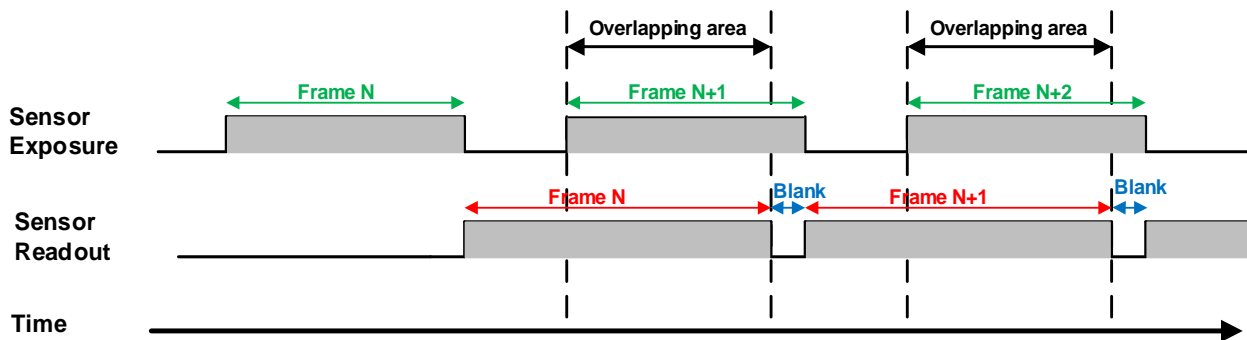 Overlapping area
Overlapping area
Frame N
Frame N+1
Frame N+2
Sensor
Exposure
Frame N
Blank
Frame N+1
Blank
Sensor
Readout
Time